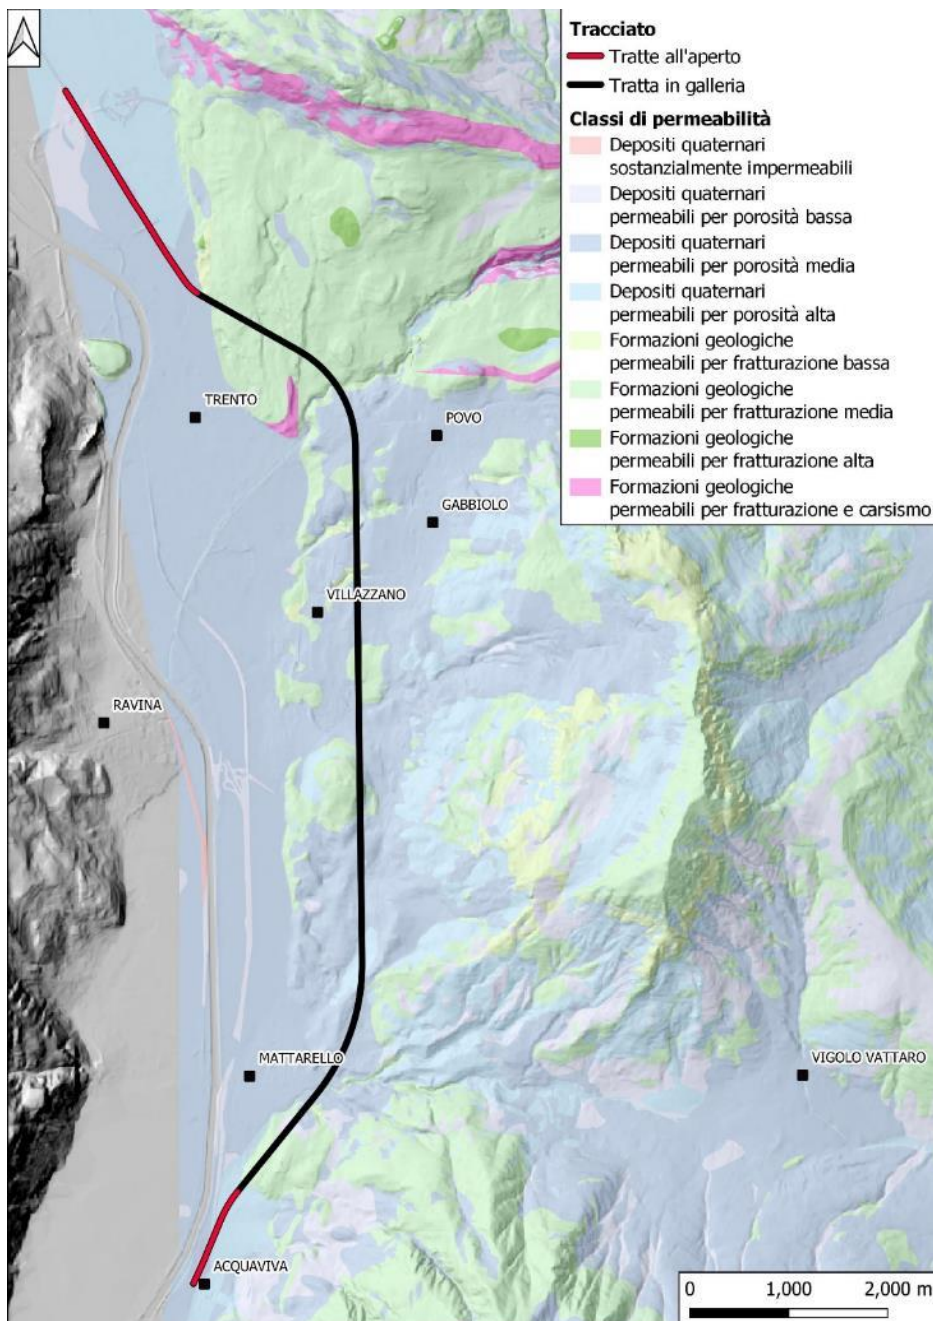 Tracciato
Tratte all'aperto
Tratta in galleria
Classi di permeabilità
Depositi quaternari
sostanzialmente impermeabili
Depositi quaternari
permeabili per porosità bassa
Depositi quaternari
permeabili per porosità media
Depositi quaternari
permeabili per porosità alta
Formazioni geologiche
permeabili per fratturazione bassa
Formazioni geologiche
permeabili per fratturazione media
Formazioni geologiche
permeabili per fratturazione alta
Formazioni geologiche
permeabili per fratturazione e carsismo
TRENTO
POVO
GABBIOLO
VILLAZZANO
RAVINA
MATTARELLO
VIGOLO VATTARO
ACQUAVIVA
0 1,000 2,000 m